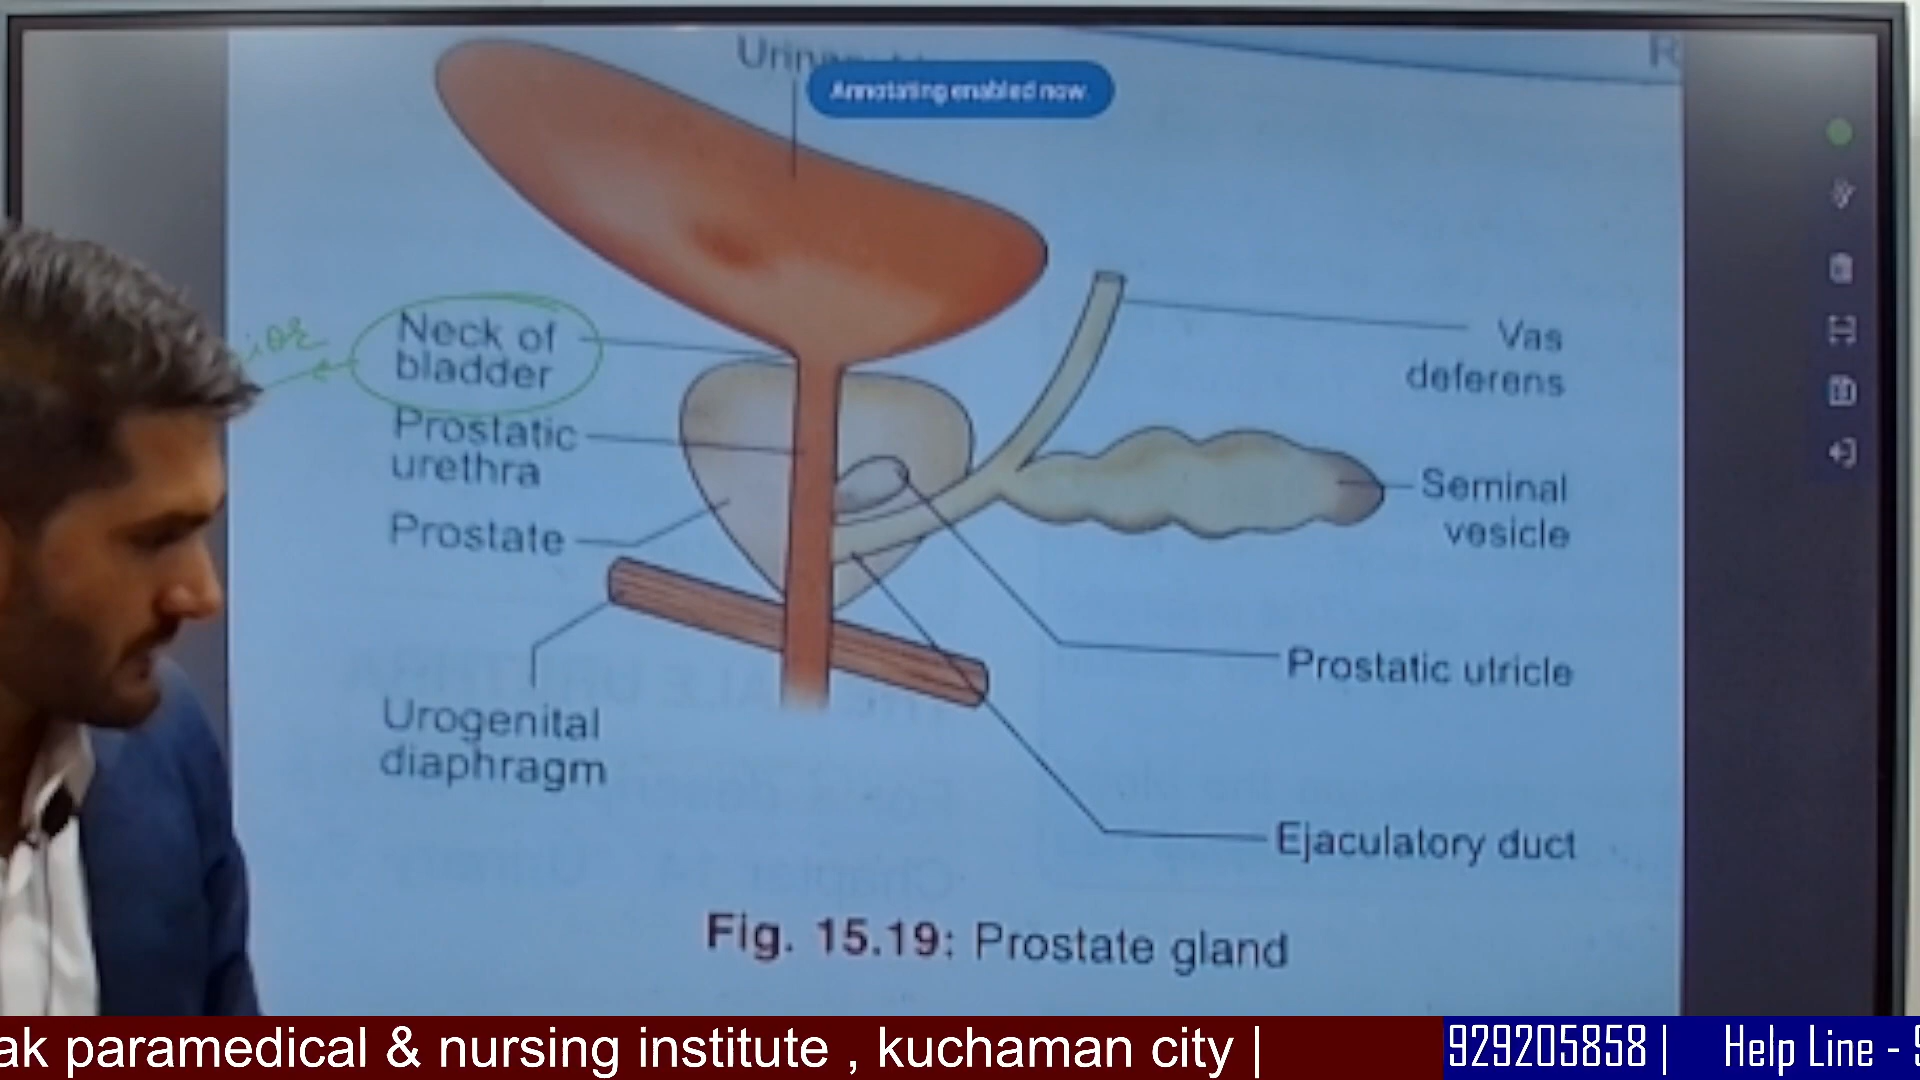 Annotating enabled now
R
Neck of
bladder
Prostatic
urethra
Prostate
Urogenital
diaphragm
Vas
deferens
Seminal
vesicle
Prostatic utricle
Ejaculatory duct
Fig. 15.19: Prostate gland
ak paramedical & nursing institute , kuchaman city |
929205858 | Help Line -